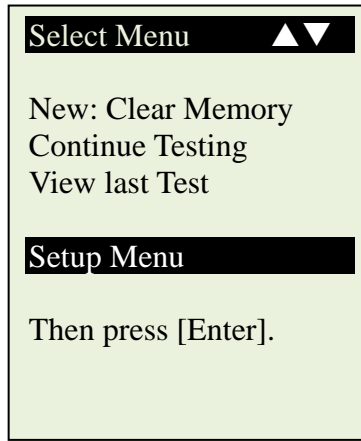 Select Menu ▲▼
New: Clear Memory
Continue Testing
View last Test
Setup Menu
Then press [Enter].